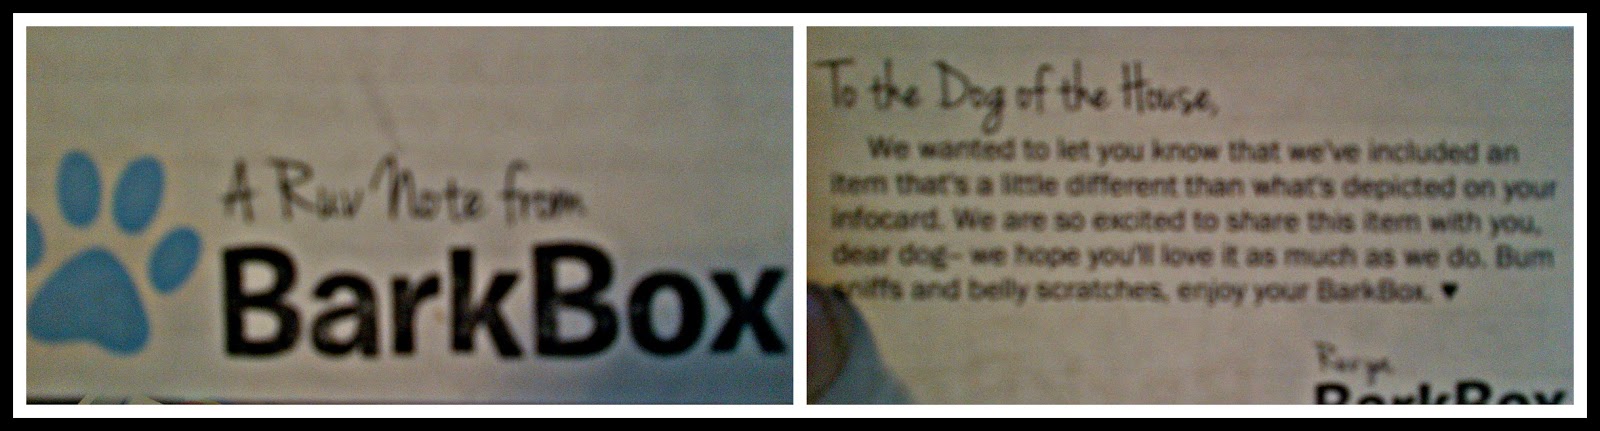 A Ruv Note from
BarkBox
To the Dog of the House,
We wanted to let you know that we've included an
item that's a little different than what's depicted on your
infocard. We are so excited to share this item with you,
dear dog– we hope you'll love it as much as we do. Bum
sniffs and belly scratches, enjoy your BarkBox. ♥
BarkBox